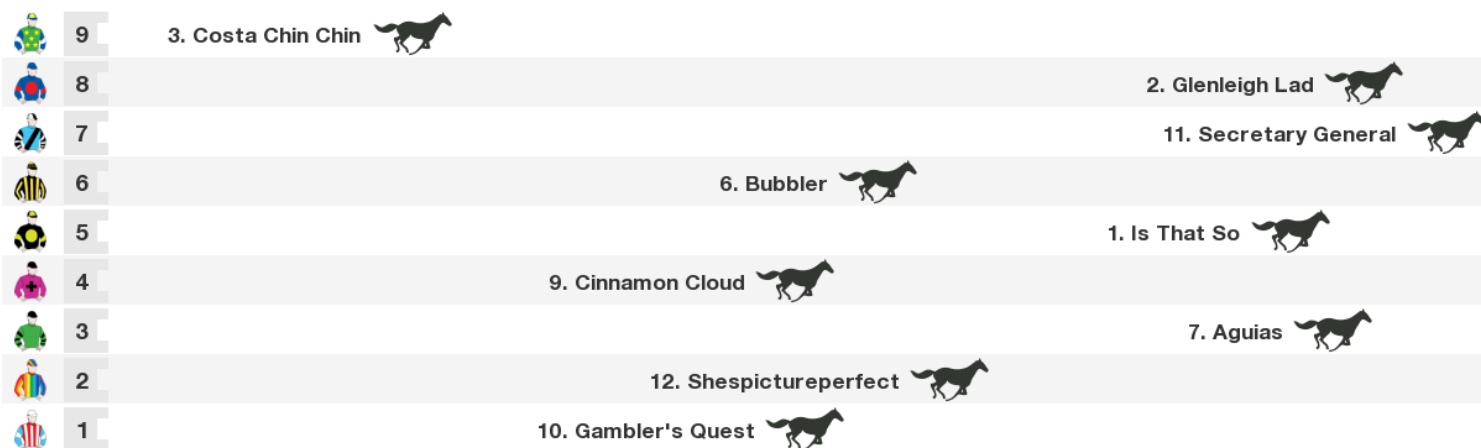 9 3. Costa Chin Chin
8 2. Glenleigh Lad
7 11. Secretary General
6 6. Bubbler
5 1. Is That So
4 9. Cinnamon Cloud
3 7. Aguias
2 12. Shespictureperfect
1 10. Gambler's Quest